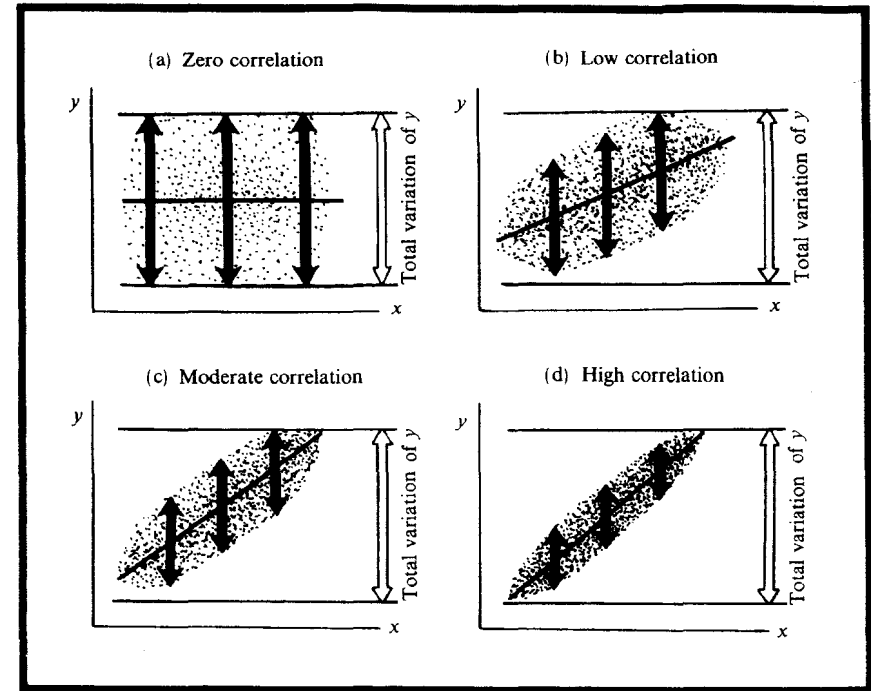 (a) Zero correlation
y
Total variation of y
x
(b) Low correlation
y
Total variation of y
x
(c) Moderate correlation
y
Total variation of y
x
(d) High correlation
y
Total variation of y
x